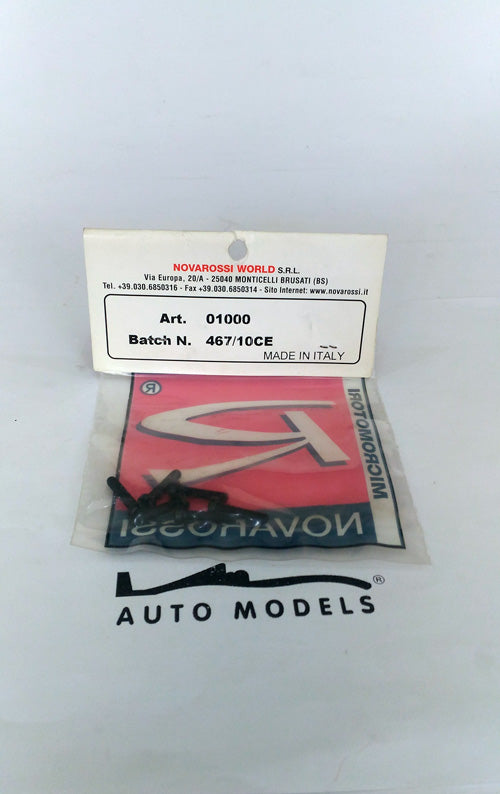 NOVAROSSI WORLD S.R.L.
Via Europa, 20/A - 25040 MONTICELLI BRUSATI (BS)
Tel. +39.030.6850316 - Fax +39.030.6850314 - Sito Internet: www.novarossi.it
Art. 01000
Batch N. 467/10CE
MADE IN ITALY
®
MICROMOTORI
NOVAROSSI
®
AUTO MODELS